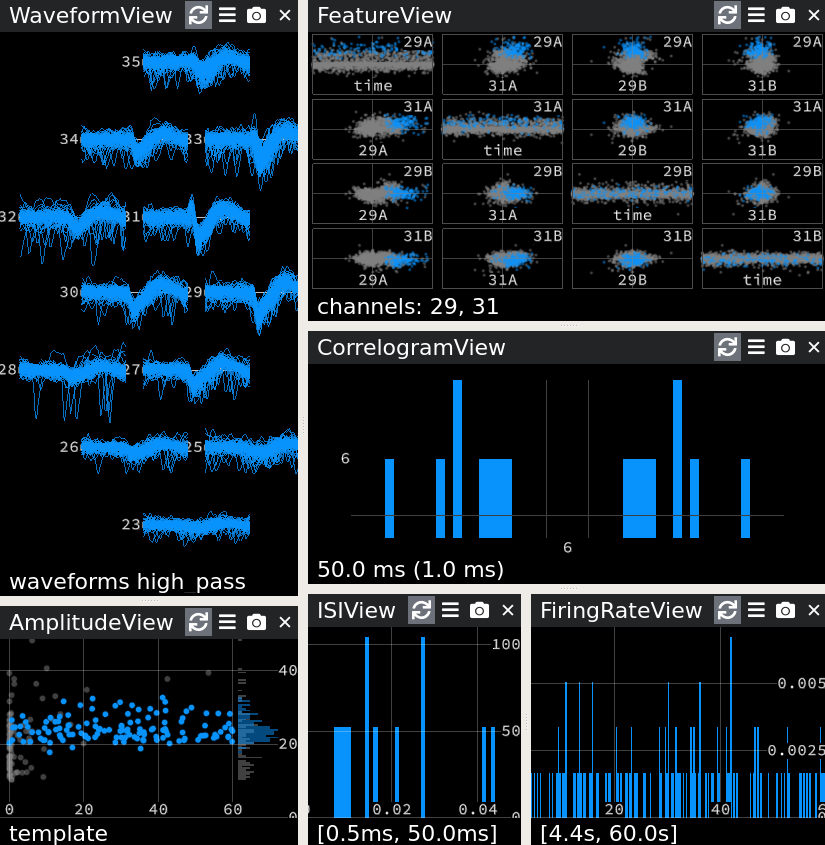 WaveformView
35
34 33
32 31
30 29
28 27
26 25
23
waveforms high_pass
FeatureView
29A 29A 29A 29A
time 31A 29B 31B
31A 31A 31A 31A
29A time 29B 31B
29B 29B 29B 29B
29A 31A time 31B
31B 31B 31B 31B
29A 31A 29B time
channels: 29, 31
CorrelogramView
6
6
50.0 ms (1.0 ms)
AmplitudeView
40
20
0 20 40 60 0
template
ISIView
100
50
0.02 0.04 0
[0.5ms, 50.0ms]
FiringRateView
0.005
0.0025
20 40
[4.4s, 60.0s]